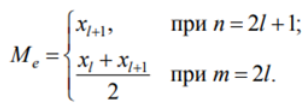 M_e = { x_{l+1}, при n = 2l + 1;
(x_l + x_{l+1}) / 2 при m = 2l.